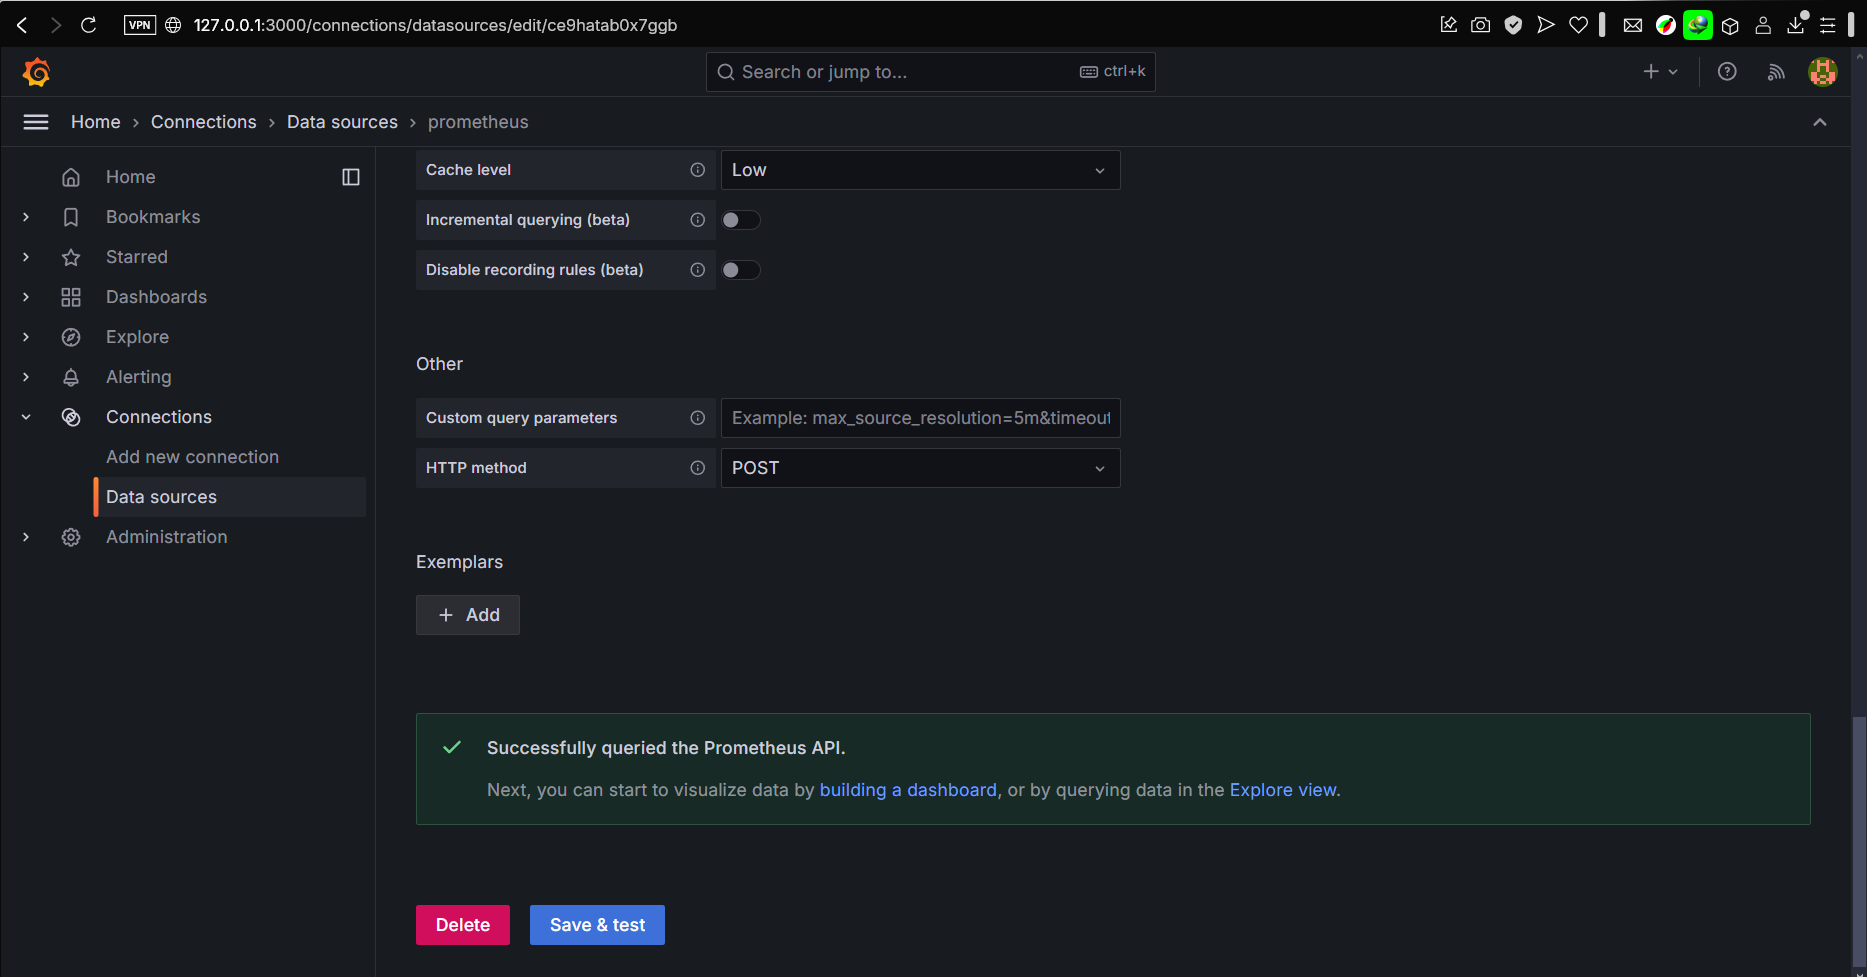 VPN
127.0.0.1:3000/connections/datasources/edit/ce9hatab0x7ggb
Search or jump to...
ctrl+k
Home › Connections › Data sources › prometheus
Home
Bookmarks
Starred
Dashboards
Explore
Alerting
Connections
Add new connection
Data sources
Administration
Cache level
Low
Incremental querying (beta)
Disable recording rules (beta)
Other
Custom query parameters
Example: max_source_resolution=5m&timeout
HTTP method
POST
Exemplars
Add
Successfully queried the Prometheus API.
Next, you can start to visualize data by building a dashboard, or by querying data in the Explore view.
Delete
Save & test